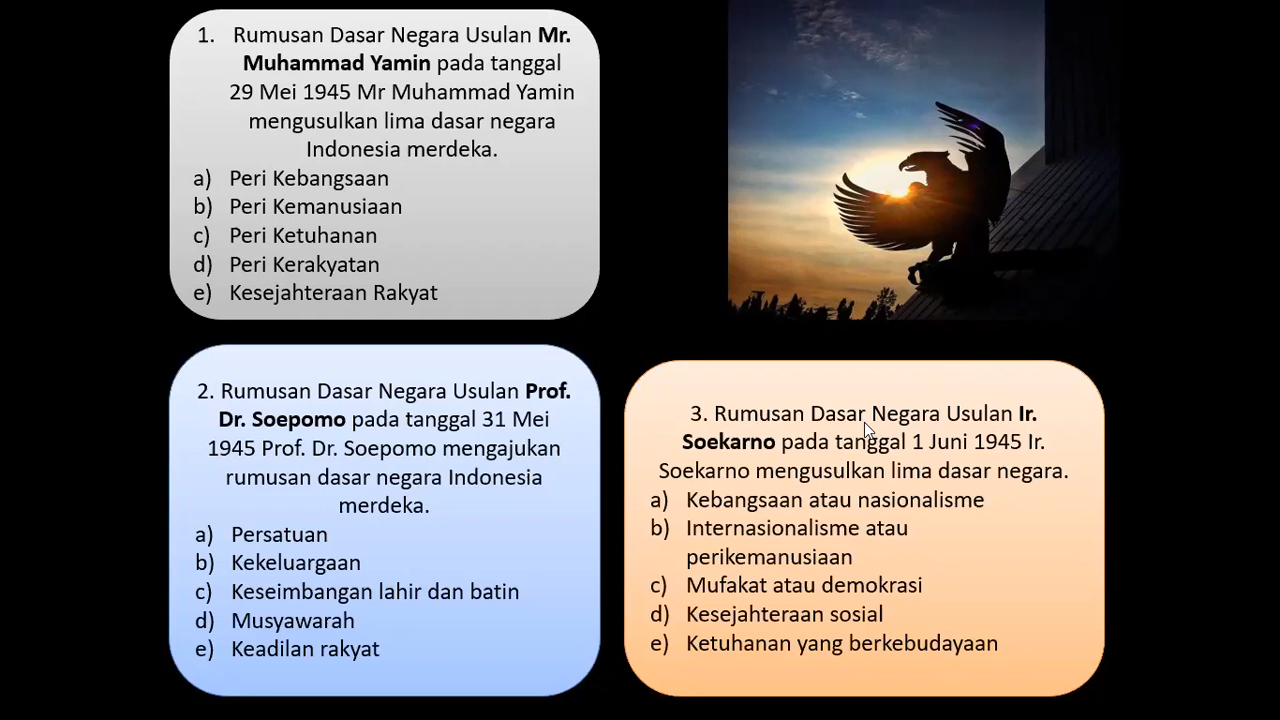 1. Rumusan Dasar Negara Usulan Mr.
Muhammad Yamin pada tanggal
29 Mei 1945 Mr Muhammad Yamin
mengusulkan lima dasar negara
Indonesia merdeka.
a) Peri Kebangsaan
b) Peri Kemanusiaan
c) Peri Ketuhanan
d) Peri Kerakyatan
e) Kesejahteraan Rakyat
2. Rumusan Dasar Negara Usulan Prof.
Dr. Soepomo pada tanggal 31 Mei
1945 Prof. Dr. Soepomo mengajukan
rumusan dasar negara Indonesia
merdeka.
a) Persatuan
b) Kekeluargaan
c) Keseimbangan lahir dan batin
d) Musyawarah
e) Keadilan rakyat
3. Rumusan Dasar Negara Usulan Ir.
Soekarno pada tanggal 1 Juni 1945 Ir.
Soekarno mengusulkan lima dasar negara.
a) Kebangsaan atau nasionalisme
b) Internasionalisme atau
perikemanusiaan
c) Mufakat atau demokrasi
d) Kesejahteraan sosial
e) Ketuhanan yang berkebudayaan